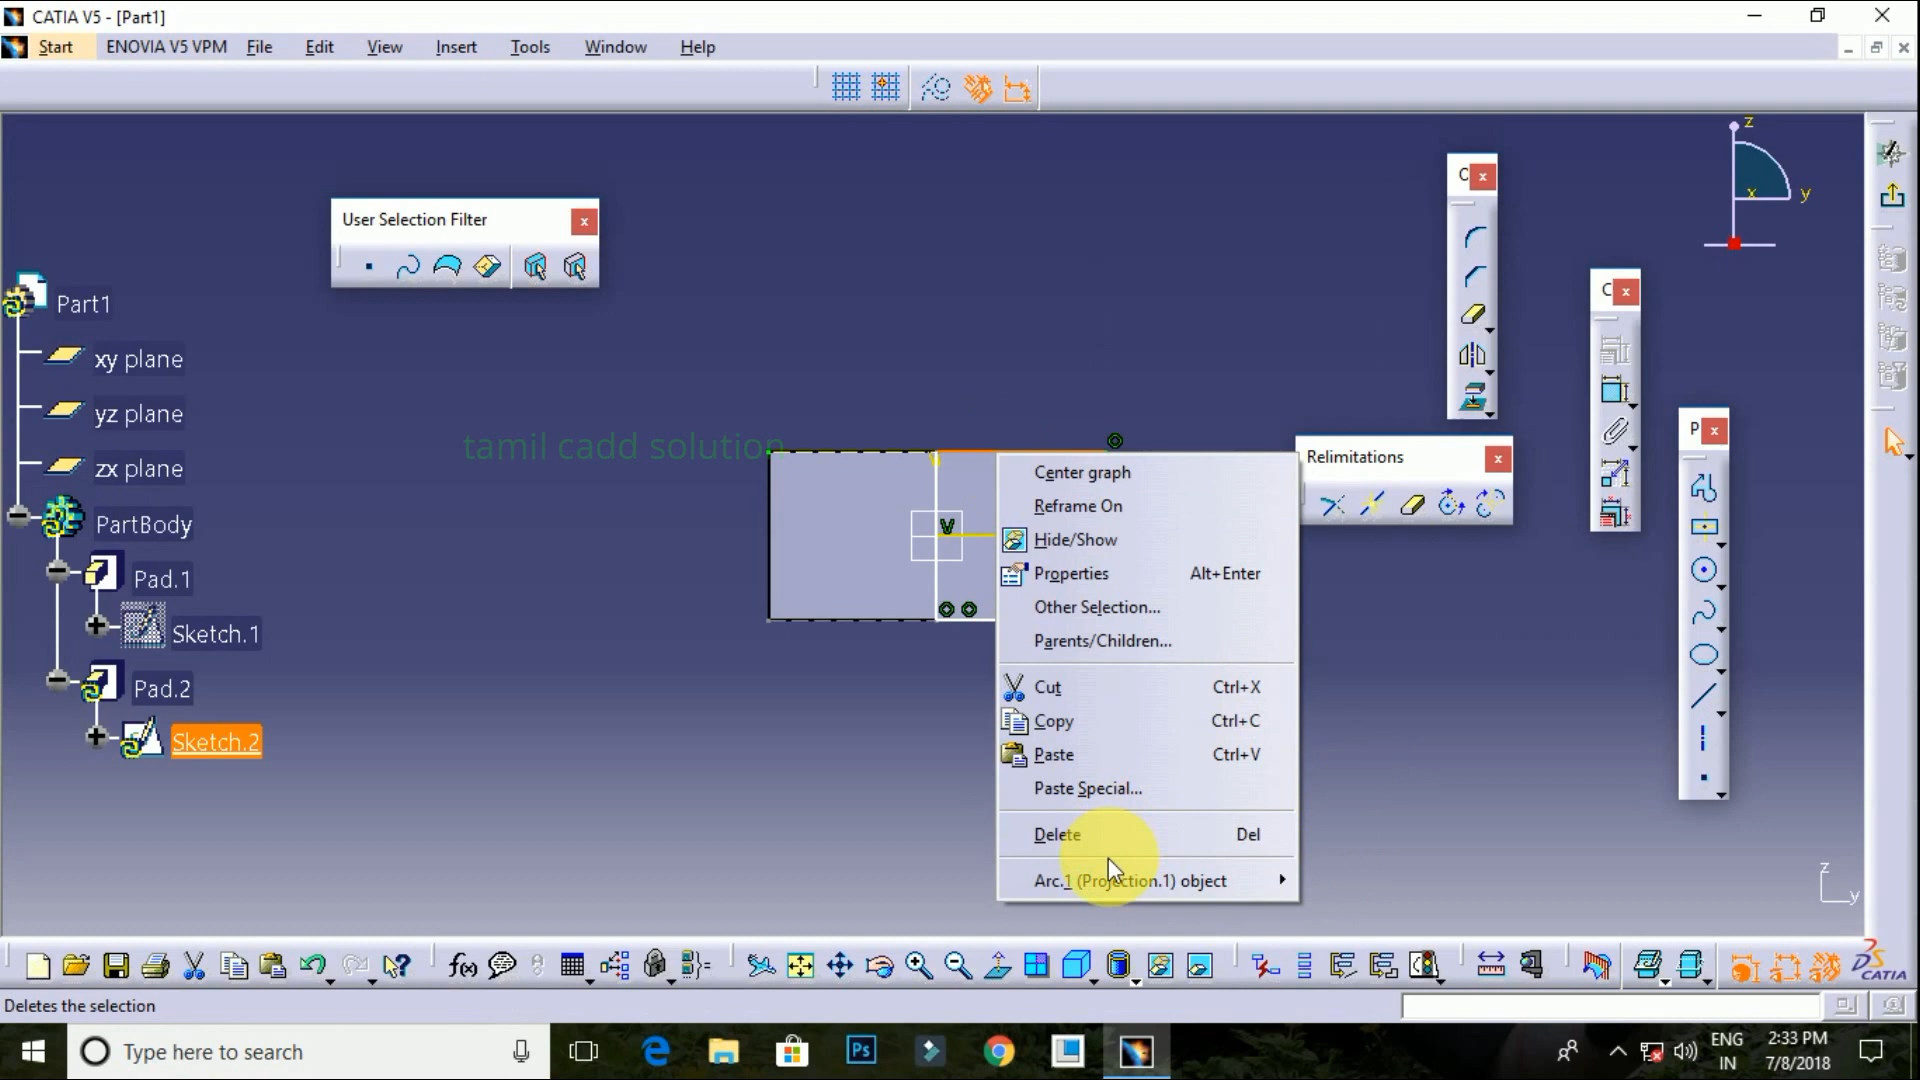 CATIA V5 - [Part1]
Start ENOVIA V5 VPM File Edit View Insert Tools Window Help
z
x y
User Selection Filter
C
C
P
Part1
xy plane
yz plane
zx plane
PartBody
Pad.1
Sketch.1
Pad.2
Sketch.2
tamil cadd solution
V
Relimitations
Center graph
Reframe On
Hide/Show
Properties Alt+Enter
Other Selection...
Parents/Children...
Cut Ctrl+X
Copy Ctrl+C
Paste Ctrl+V
Paste Special...
Delete Del
Arc.1 (Projection.1) object
z
y
f(x)
CATIA
Deletes the selection
Type here to search
Ps
ENG
IN
2:33 PM
7/8/2018